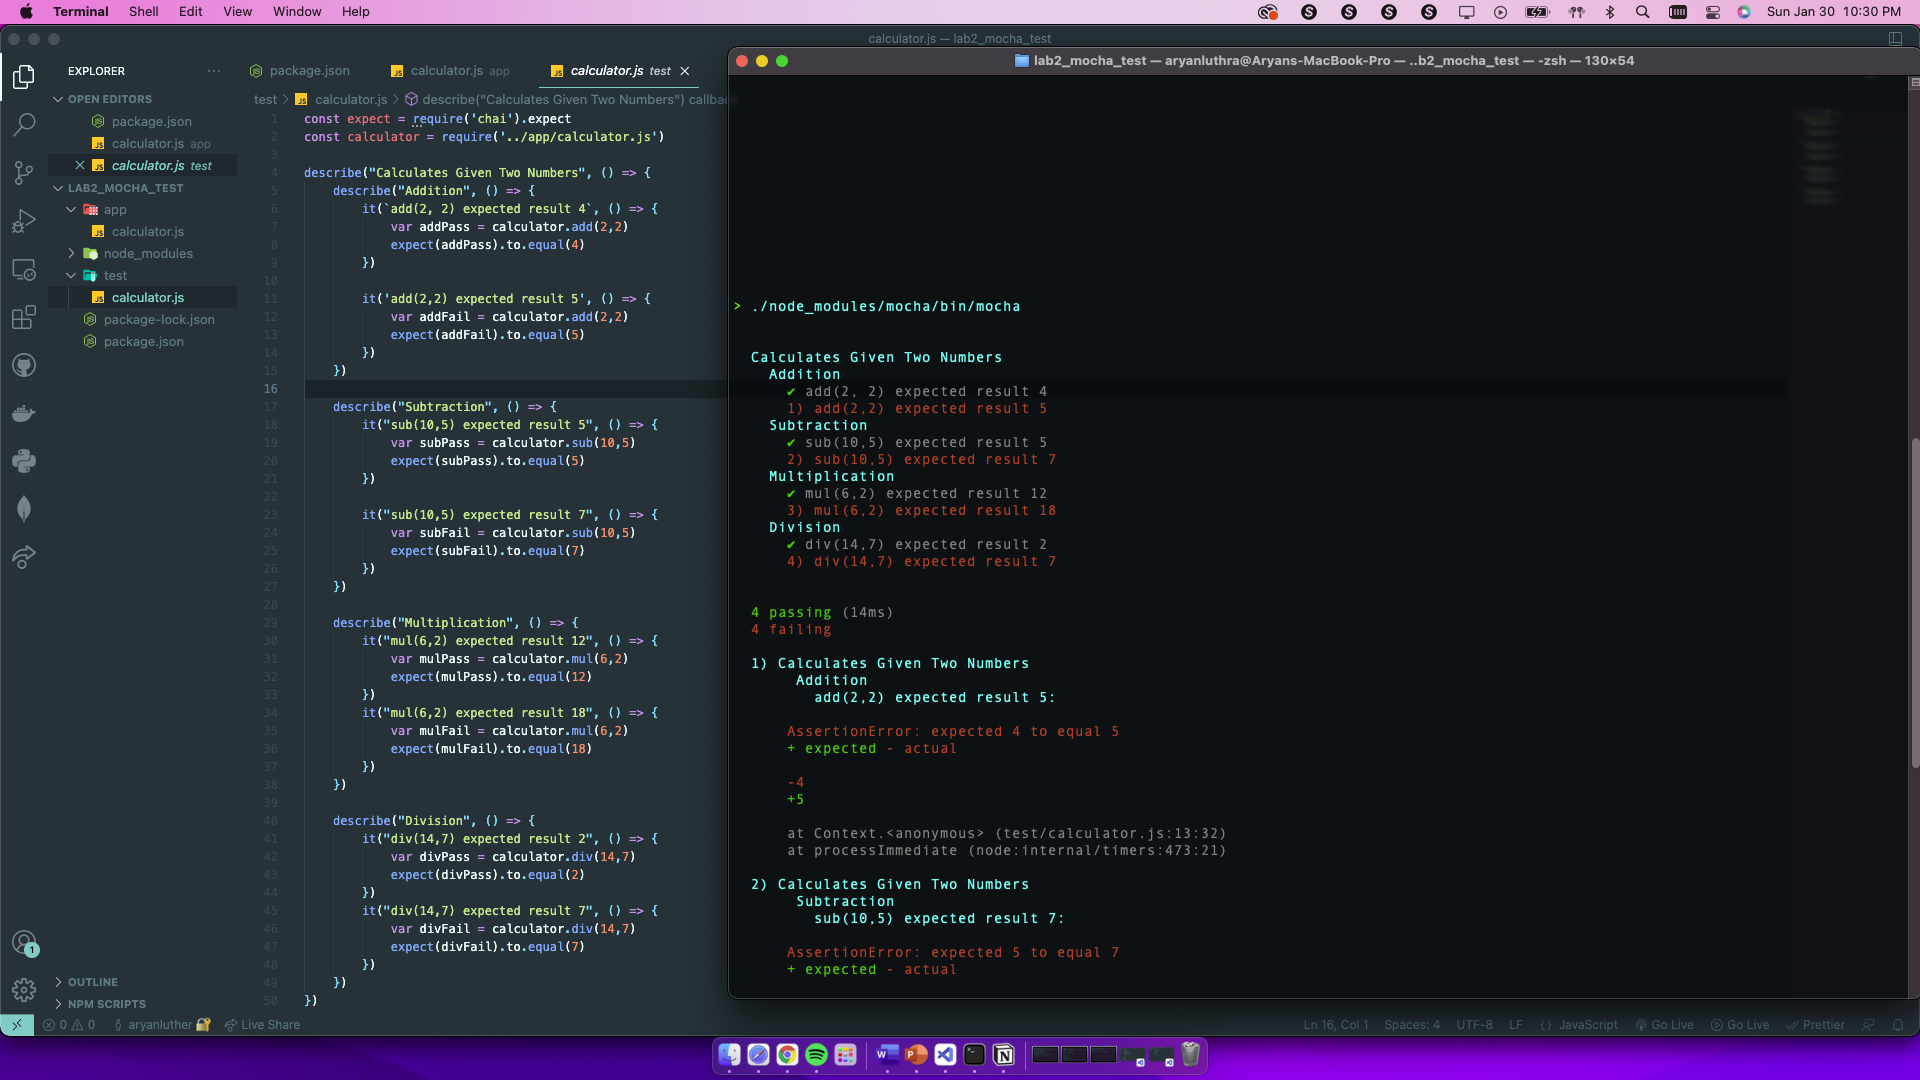 Terminal Shell Edit View Window Help
Sun Jan 30 10:30 PM
calculator.js — lab2_mocha_test
EXPLORER
package.json
calculator.js app
calculator.js test
OPEN EDITORS
package.json
calculator.js app
calculator.js test
LAB2_MOCHA_TEST
app
calculator.js
node_modules
test
calculator.js
package-lock.json
package.json
1
OUTLINE
NPM SCRIPTS
test > calculator.js > describe("Calculates Given Two Numbers") callba
1 const expect = require('chai').expect
2 const calculator = require('../app/calculator.js')
3
4 describe("Calculates Given Two Numbers", () => {
5 describe("Addition", () => {
6 it(`add(2, 2) expected result 4`, () => {
7 var addPass = calculator.add(2,2)
8 expect(addPass).to.equal(4)
9 })
10
11 it('add(2,2) expected result 5', () => {
12 var addFail = calculator.add(2,2)
13 expect(addFail).to.equal(5)
14 })
15 })
16
17 describe("Subtraction", () => {
18 it("sub(10,5) expected result 5", () => {
19 var subPass = calculator.sub(10,5)
20 expect(subPass).to.equal(5)
21 })
22
23 it("sub(10,5) expected result 7", () => {
24 var subFail = calculator.sub(10,5)
25 expect(subFail).to.equal(7)
26 })
27 })
28
29 describe("Multiplication", () => {
30 it("mul(6,2) expected result 12", () => {
31 var mulPass = calculator.mul(6,2)
32 expect(mulPass).to.equal(12)
33 })
34 it("mul(6,2) expected result 18", () => {
35 var mulFail = calculator.mul(6,2)
36 expect(mulFail).to.equal(18)
37 })
38 })
39
40 describe("Division", () => {
41 it("div(14,7) expected result 2", () => {
42 var divPass = calculator.div(14,7)
43 expect(divPass).to.equal(2)
44 })
45 it("div(14,7) expected result 7", () => {
46 var divFail = calculator.div(14,7)
47 expect(divFail).to.equal(7)
48 })
49 })
50 })
lab2_mocha_test — aryanluthra@Aryans-MacBook-Pro — ..b2_mocha_test — -zsh — 130×54
> ./node_modules/mocha/bin/mocha
Calculates Given Two Numbers
Addition
✔ add(2, 2) expected result 4
1) add(2,2) expected result 5
Subtraction
✔ sub(10,5) expected result 5
2) sub(10,5) expected result 7
Multiplication
✔ mul(6,2) expected result 12
3) mul(6,2) expected result 18
Division
✔ div(14,7) expected result 2
4) div(14,7) expected result 7
4 passing (14ms)
4 failing
1) Calculates Given Two Numbers
Addition
add(2,2) expected result 5:
AssertionError: expected 4 to equal 5
+ expected - actual
-4
+5
at Context.<anonymous> (test/calculator.js:13:32)
at processImmediate (node:internal/timers:473:21)
2) Calculates Given Two Numbers
Subtraction
sub(10,5) expected result 7:
AssertionError: expected 5 to equal 7
+ expected - actual
0 0 aryanluther Live Share
Ln 16, Col 1 Spaces: 4 UTF-8 LF {} JavaScript Go Live Go Live Prettier